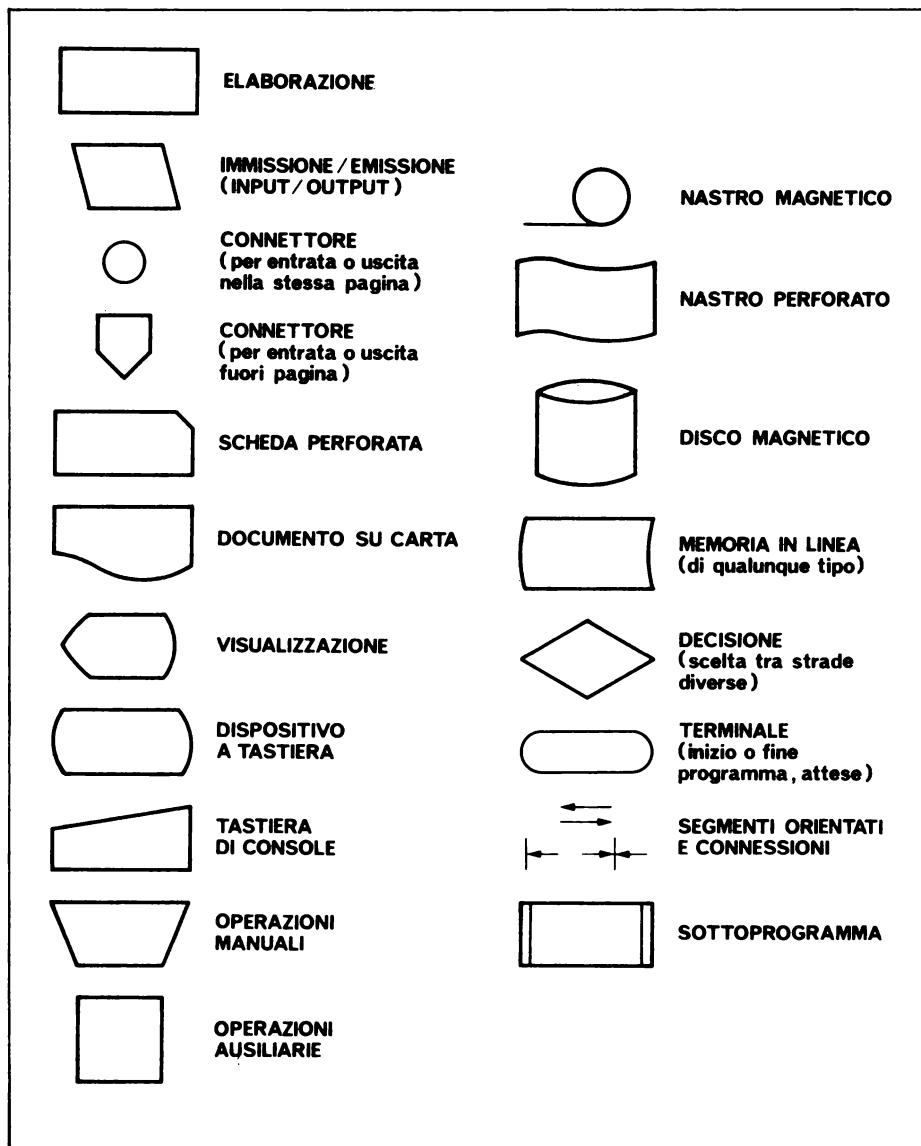 ELABORAZIONE
IMMISSIONE/EMISSIONE
(INPUT/OUTPUT)
CONNETTORE
(per entrata o uscita
nella stessa pagina)
CONNETTORE
(per entrata o uscita
fuori pagina)
SCHEDA PERFORATA
DOCUMENTO SU CARTA
VISUALIZZAZIONE
DISPOSITIVO
A TASTIERA
TASTIERA
DI CONSOLE
OPERAZIONI
MANUALI
OPERAZIONI
AUSILIARIE
NASTRO MAGNETICO
NASTRO PERFORATO
DISCO MAGNETICO
MEMORIA IN LINEA
(di qualunque tipo)
DECISIONE
(scelta tra strade
diverse)
TERMINALE
(inizio o fine
programma, attese)
SEGMENTI ORIENTATI
E CONNESSIONI
SOTTOPROGRAMMA